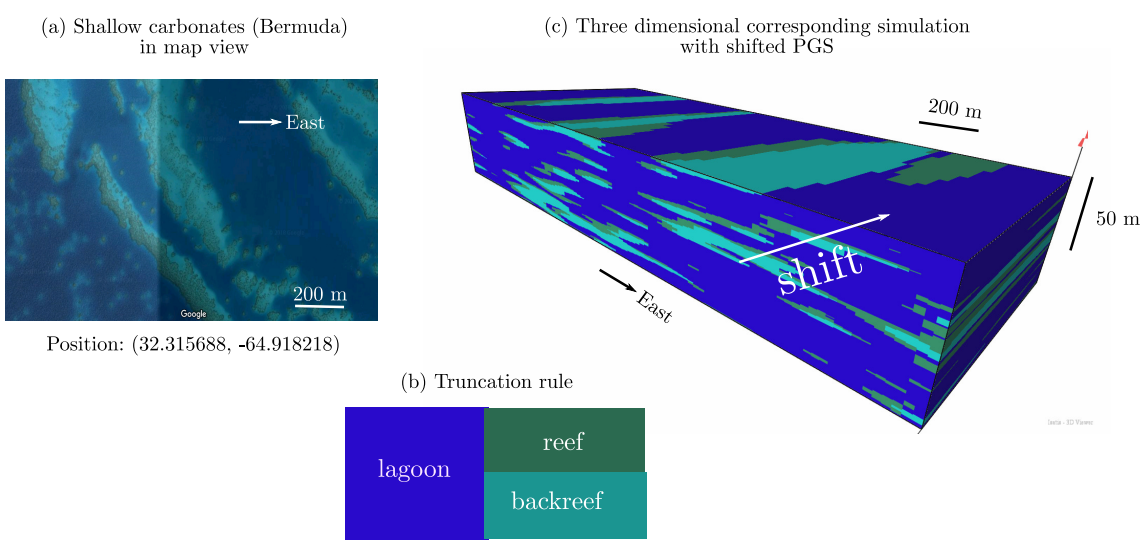 (a) Shallow carbonates (Bermuda)
in map view
East
200 m
Google
Position: (32.315688, -64.918218)
(b) Truncation rule
lagoon
reef
backreef
(c) Three dimensional corresponding simulation
with shifted PGS
200 m
50 m
shift
East